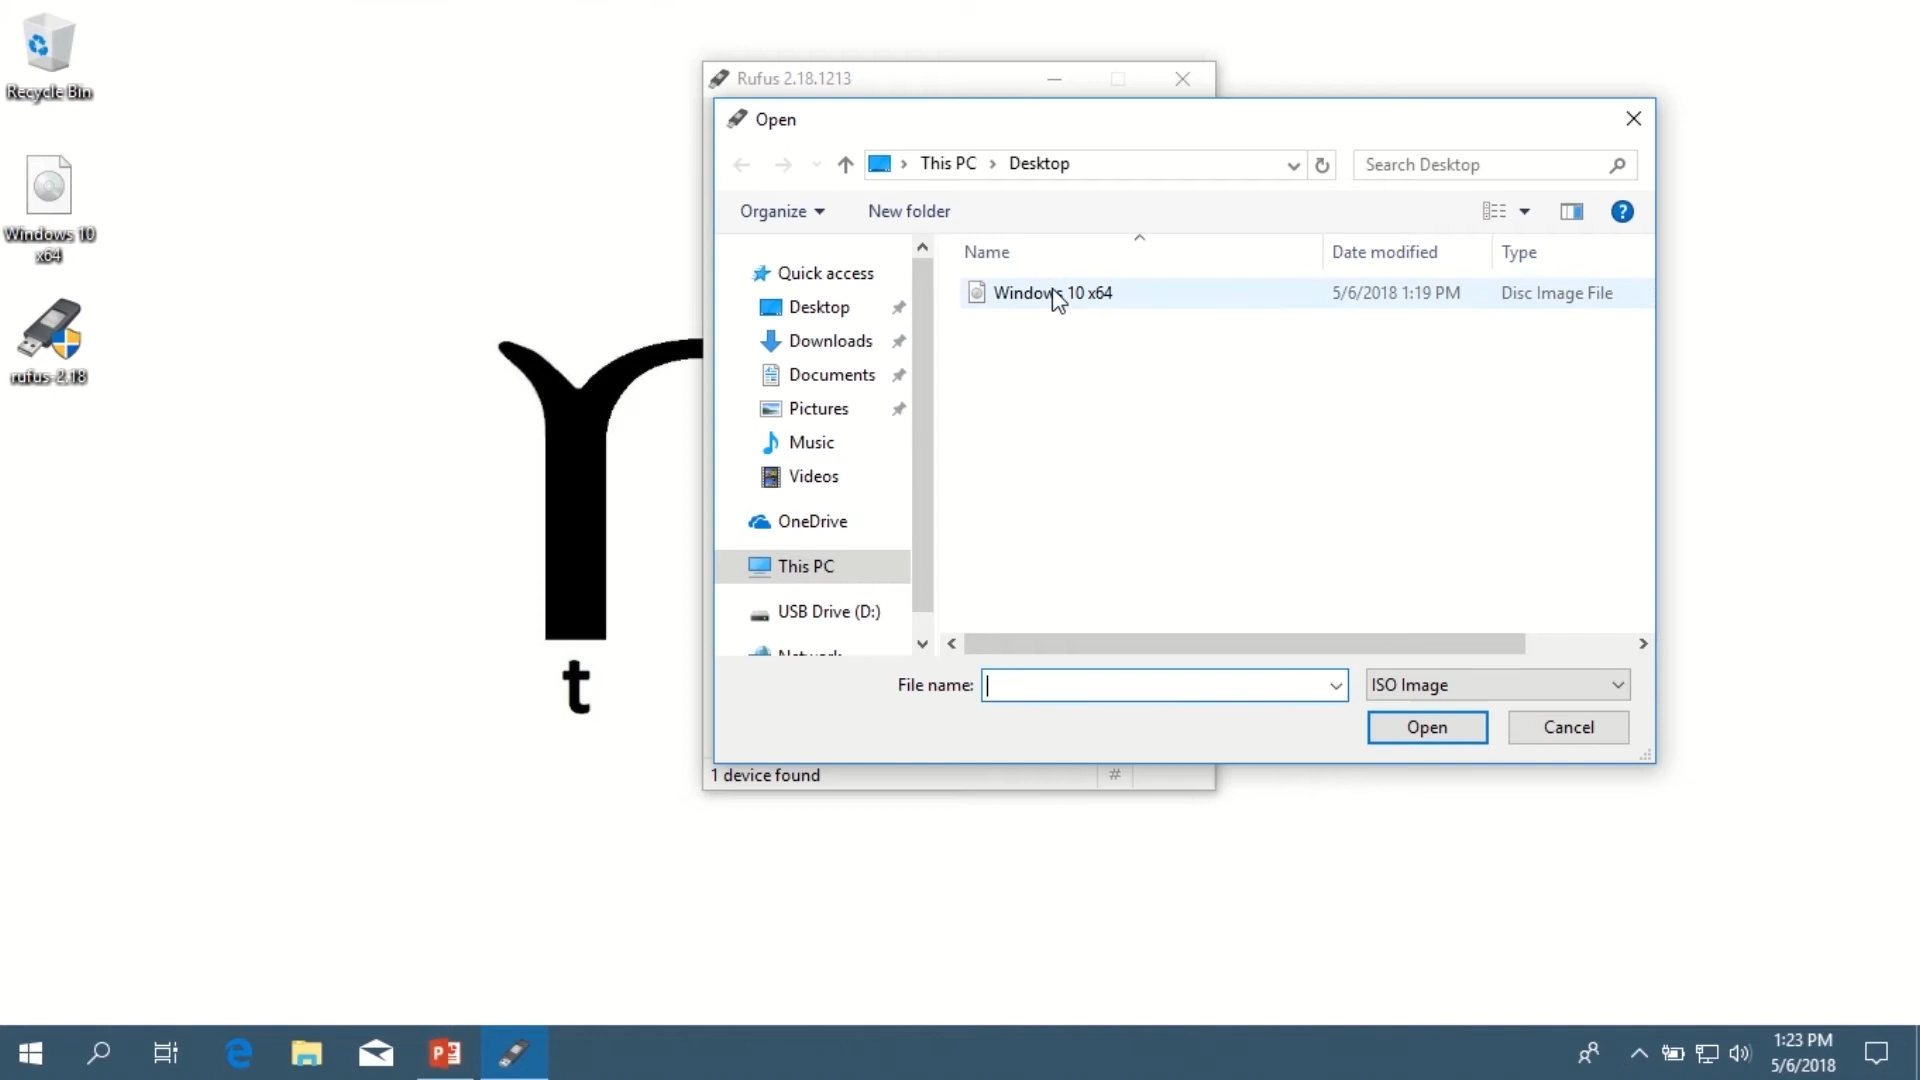 Recycle Bin
Windows 10
x64
rufus-2.18
t
Rufus 2.18.1213
Open
This PC
Desktop
Search Desktop
Organize
New folder
?
Name
Date modified
Type
Quick access
Desktop
Downloads
Documents
Pictures
Music
Videos
OneDrive
This PC
USB Drive (D:)
Network
Windows 10 x64
5/6/2018 1:19 PM
Disc Image File
File name:
ISO Image
Open
Cancel
1 device found
#
1:23 PM
5/6/2018